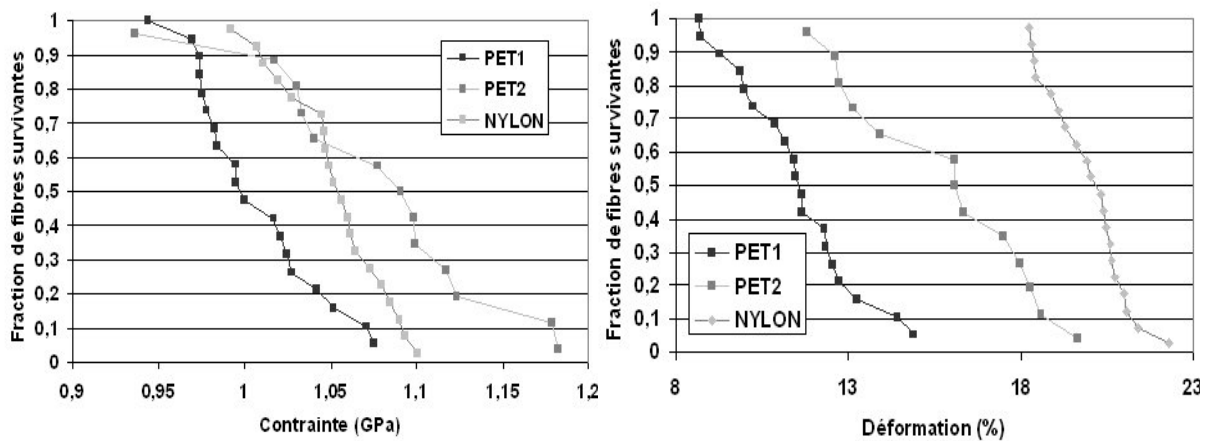 Fraction de fibres survivantes
1
0,9
0,8
0,7
0,6
0,5
0,4
0,3
0,2
0,1
0
PET1
PET2
NYLON
0,9 0,95 1 1,05 1,1 1,15 1,2
Contrainte (GPa)
Fraction de fibres survivantes
1
0,9
0,8
0,7
0,6
0,5
0,4
0,3
0,2
0,1
0
PET1
PET2
NYLON
8 13 18 23
Déformation (%)